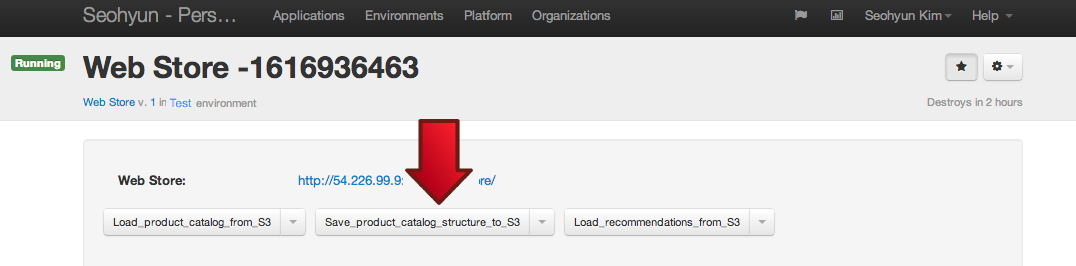 Seohyun - Pers... Applications Environments Platform Organizations Seohyun Kim Help
Running Web Store -1616936463
Web Store v. 1 in Test environment Destroys in 2 hours
Web Store: http://54.226.99.9 re/
Load_product_catalog_from_S3 Save_product_catalog_structure_to_S3 Load_recommendations_from_S3